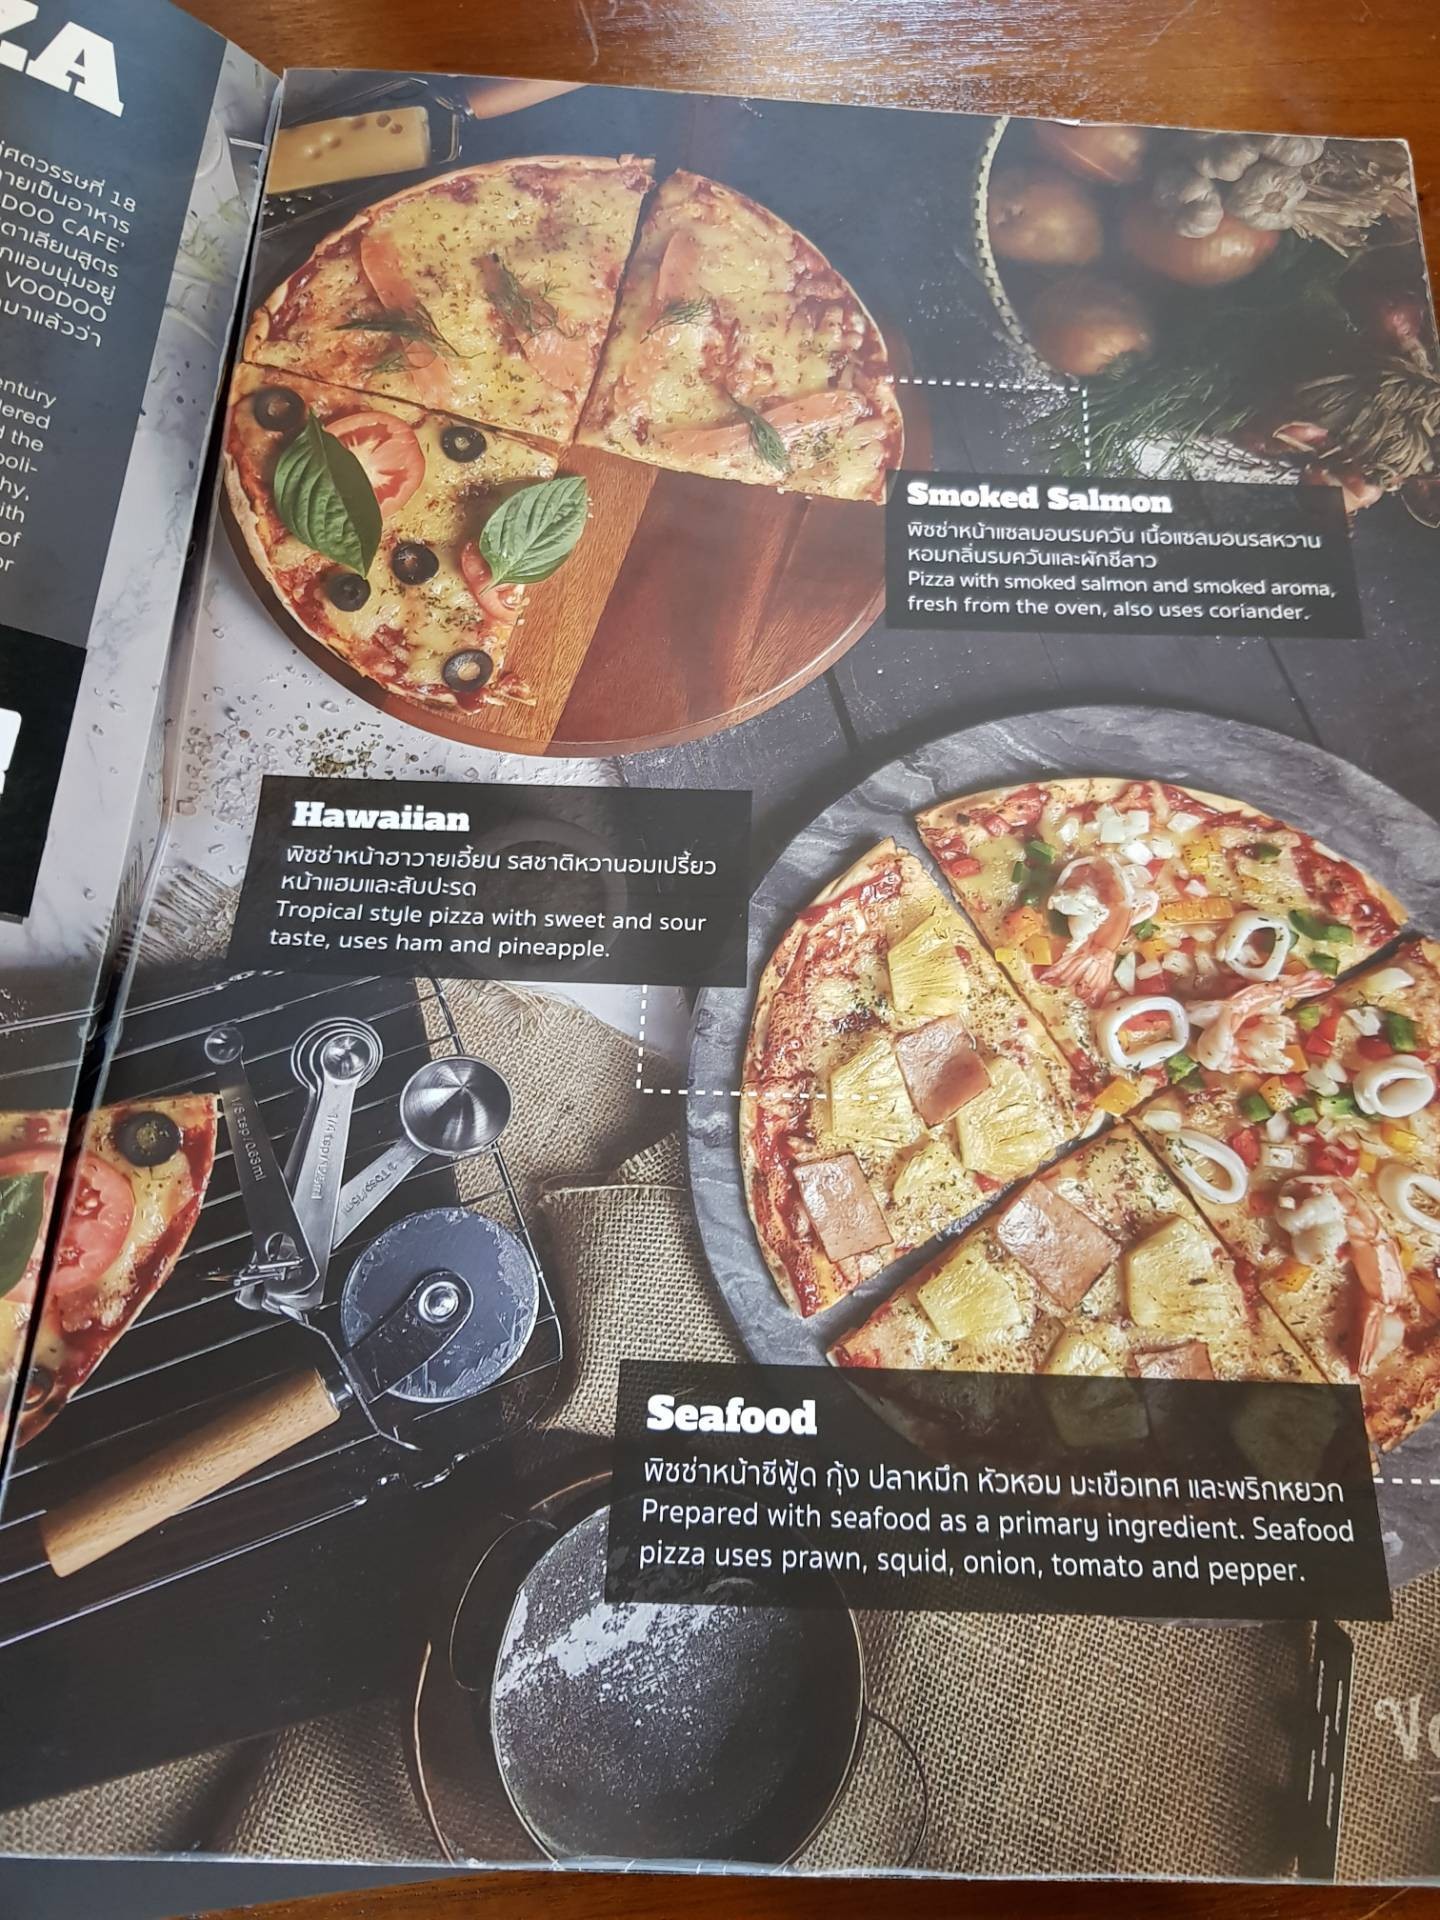 ZA
ศตวรรษที่ 18
ายเป็นอาหาร
DOO CAFE'
ตาเลียนสูตร
กแอบนุ่มอยู่
VOODOO
มาแล้วว่า
entury
dered
the
poli-
hy,
ith
of
or
Smoked Salmon
พิซซ่าหน้าแซลมอนรมควัน เนื้อแซลมอนรสหวาน
หอมกลิ่นรมควันและผักชีลาว
Pizza with smoked salmon and smoked aroma,
fresh from the oven, also uses coriander.
Hawaiian
พิซซ่าหน้าฮาวายเอี้ยน รสชาติหวานอมเปรี้ยว
หน้าแฮมและสับปะรด
Tropical style pizza with sweet and sour
taste, uses ham and pineapple.
1/8 tsp/0.63ml
Seafood
พิซซ่าหน้าซีฟู้ด กุ้ง ปลาหมึก หัวหอม มะเขือเทศ และพริกหยวก
Prepared with seafood as a primary ingredient. Seafood
pizza uses prawn, squid, onion, tomato and pepper.
Vo